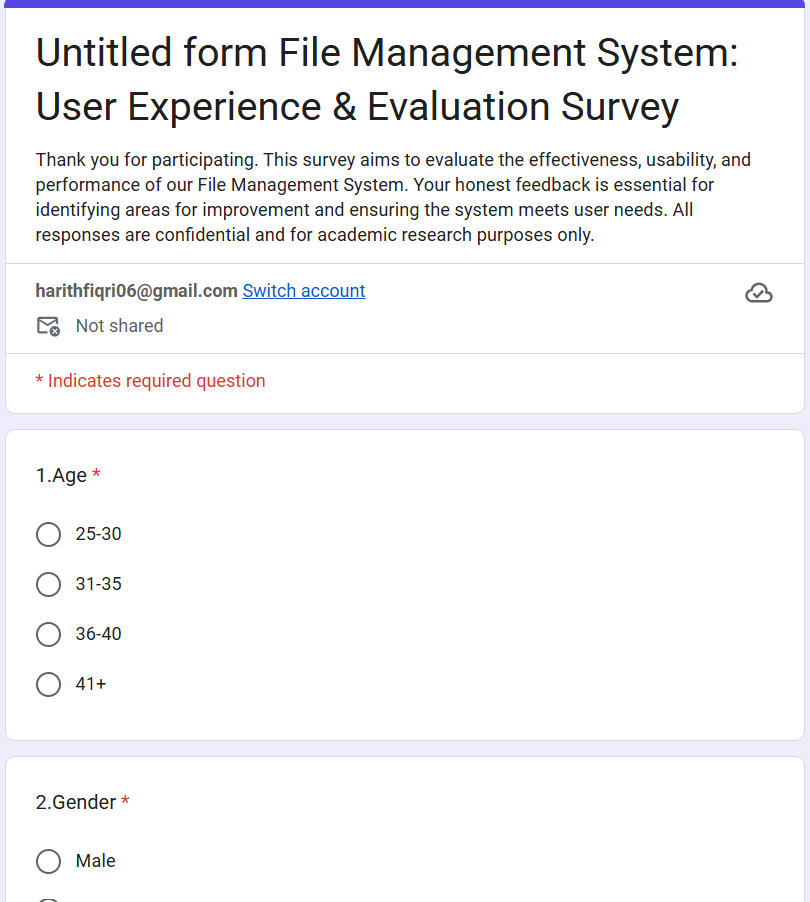 Untitled form File Management System:
User Experience & Evaluation Survey
Thank you for participating. This survey aims to evaluate the effectiveness, usability, and
performance of our File Management System. Your honest feedback is essential for
identifying areas for improvement and ensuring the system meets user needs. All
responses are confidential and for academic research purposes only.
harithfiqri06@gmail.com Switch account
Not shared
* Indicates required question
1.Age *
25-30
31-35
36-40
41+
2.Gender *
Male